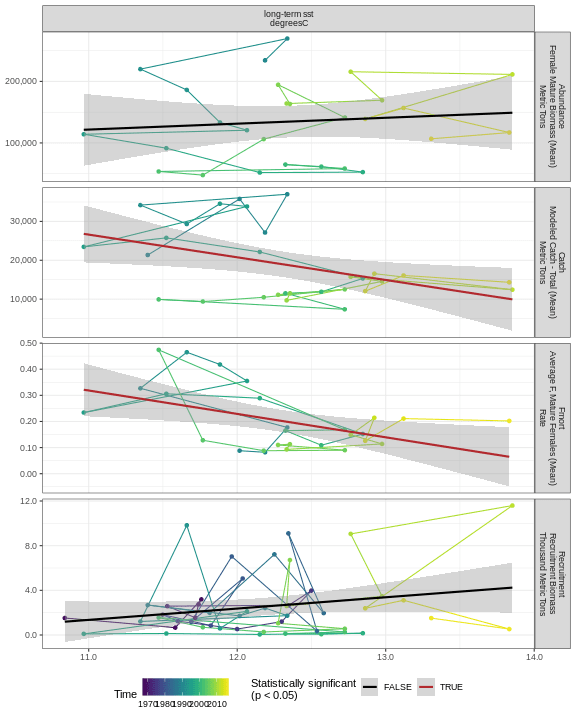 long-term sst
degreesC
200,000
100,000
Abundance
Female Mature Biomass (Mean)
Metric Tons
30,000
20,000
10,000
Catch
Modeled Catch - Total (Mean)
Metric Tons
0.50
0.40
0.30
0.20
0.10
0.00
Fmort
Average F, Mature Females (Mean)
Rate
12.0
8.0
4.0
0.0
Recruitment
Recruitment Biomass
Thousand Metric Tons
11.0 12.0 13.0 14.0
Time
1970 1980 1990 2000 2010
Statistically significant
(p < 0.05)
FALSE TRUE